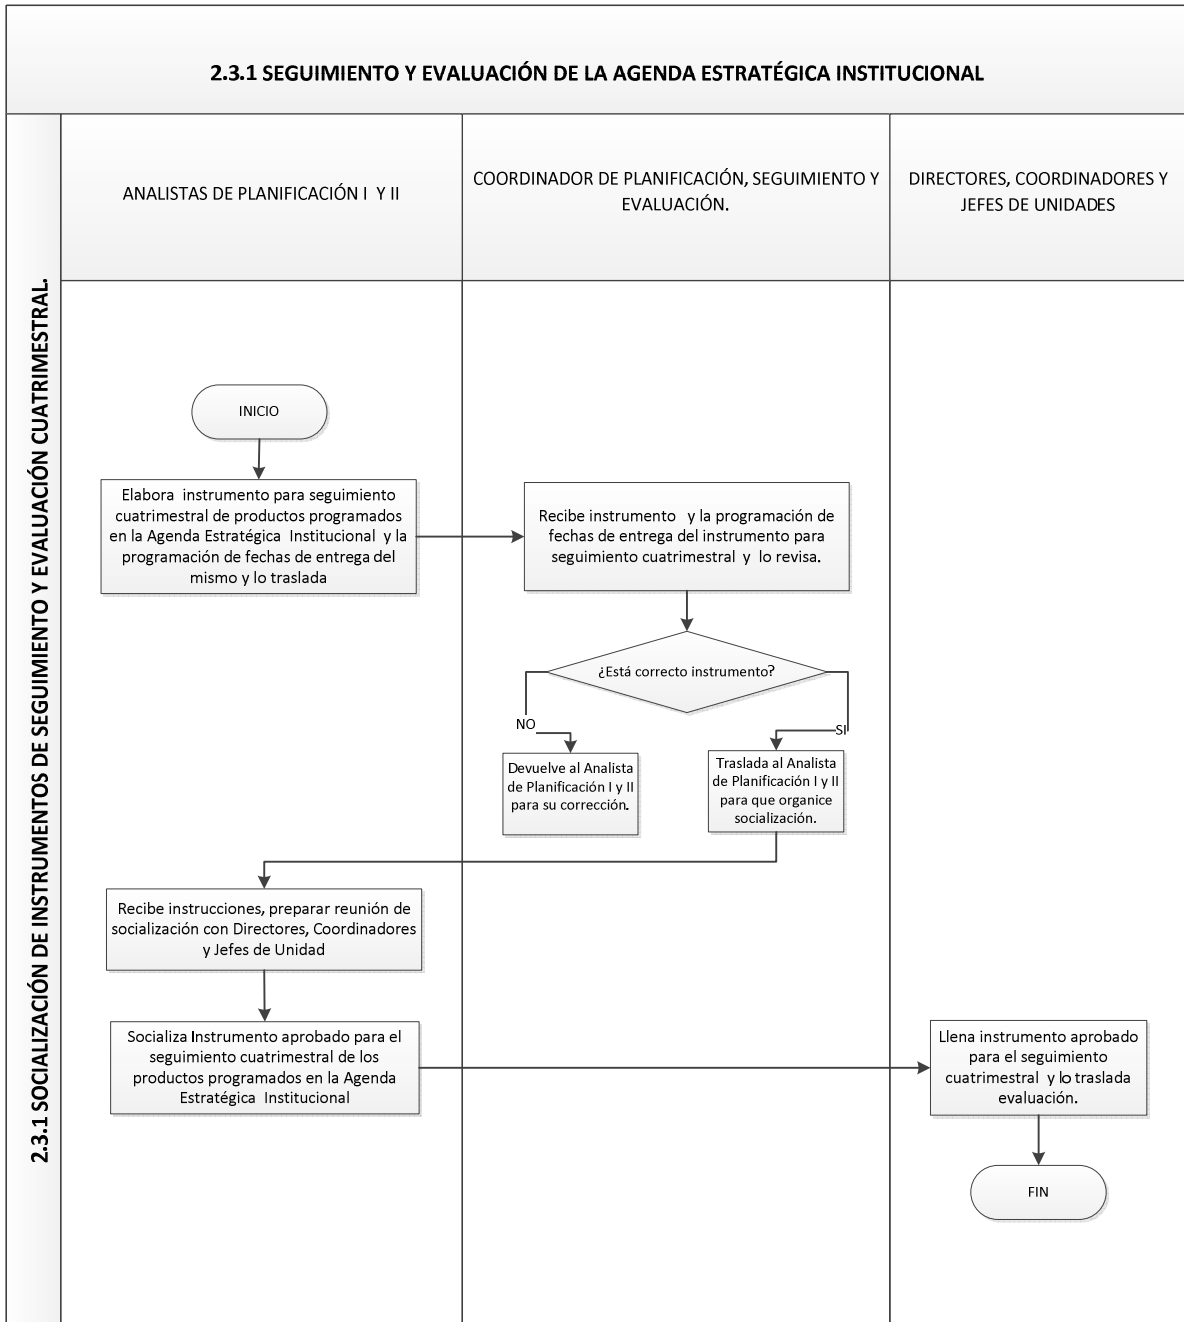 2.3.1 SEGUIMIENTO Y EVALUACIÓN DE LA AGENDA ESTRATÉGICA INSTITUCIONAL
2.3.1 SOCIALIZACIÓN DE INSTRUMENTOS DE SEGUIMIENTO Y EVALUACIÓN CUATRIMESTRAL.
ANALISTAS DE PLANIFICACIÓN I Y II
COORDINADOR DE PLANIFICACIÓN, SEGUIMIENTO Y
EVALUACIÓN.
DIRECTORES, COORDINADORES Y
JEFES DE UNIDADES
INICIO
Elabora instrumento para seguimiento
cuatrimestral de productos programados
en la Agenda Estratégica Institucional y la
programación de fechas de entrega del
mismo y lo traslada
Recibe instrumento y la programación de
fechas de entrega del instrumento para
seguimiento cuatrimestral y lo revisa.
¿Está correcto instrumento?
NO
SI
Devuelve al Analista
de Planificación I y II
para su corrección.
Traslada al Analista
de Planificación I y II
para que organice
socialización.
Recibe instrucciones, preparar reunión de
socialización con Directores, Coordinadores
y Jefes de Unidad
Socializa Instrumento aprobado para el
seguimiento cuatrimestral de los
productos programados en la Agenda
Estratégica Institucional
Llena instrumento aprobado
para el seguimiento
cuatrimestral y lo traslada
evaluación.
FIN